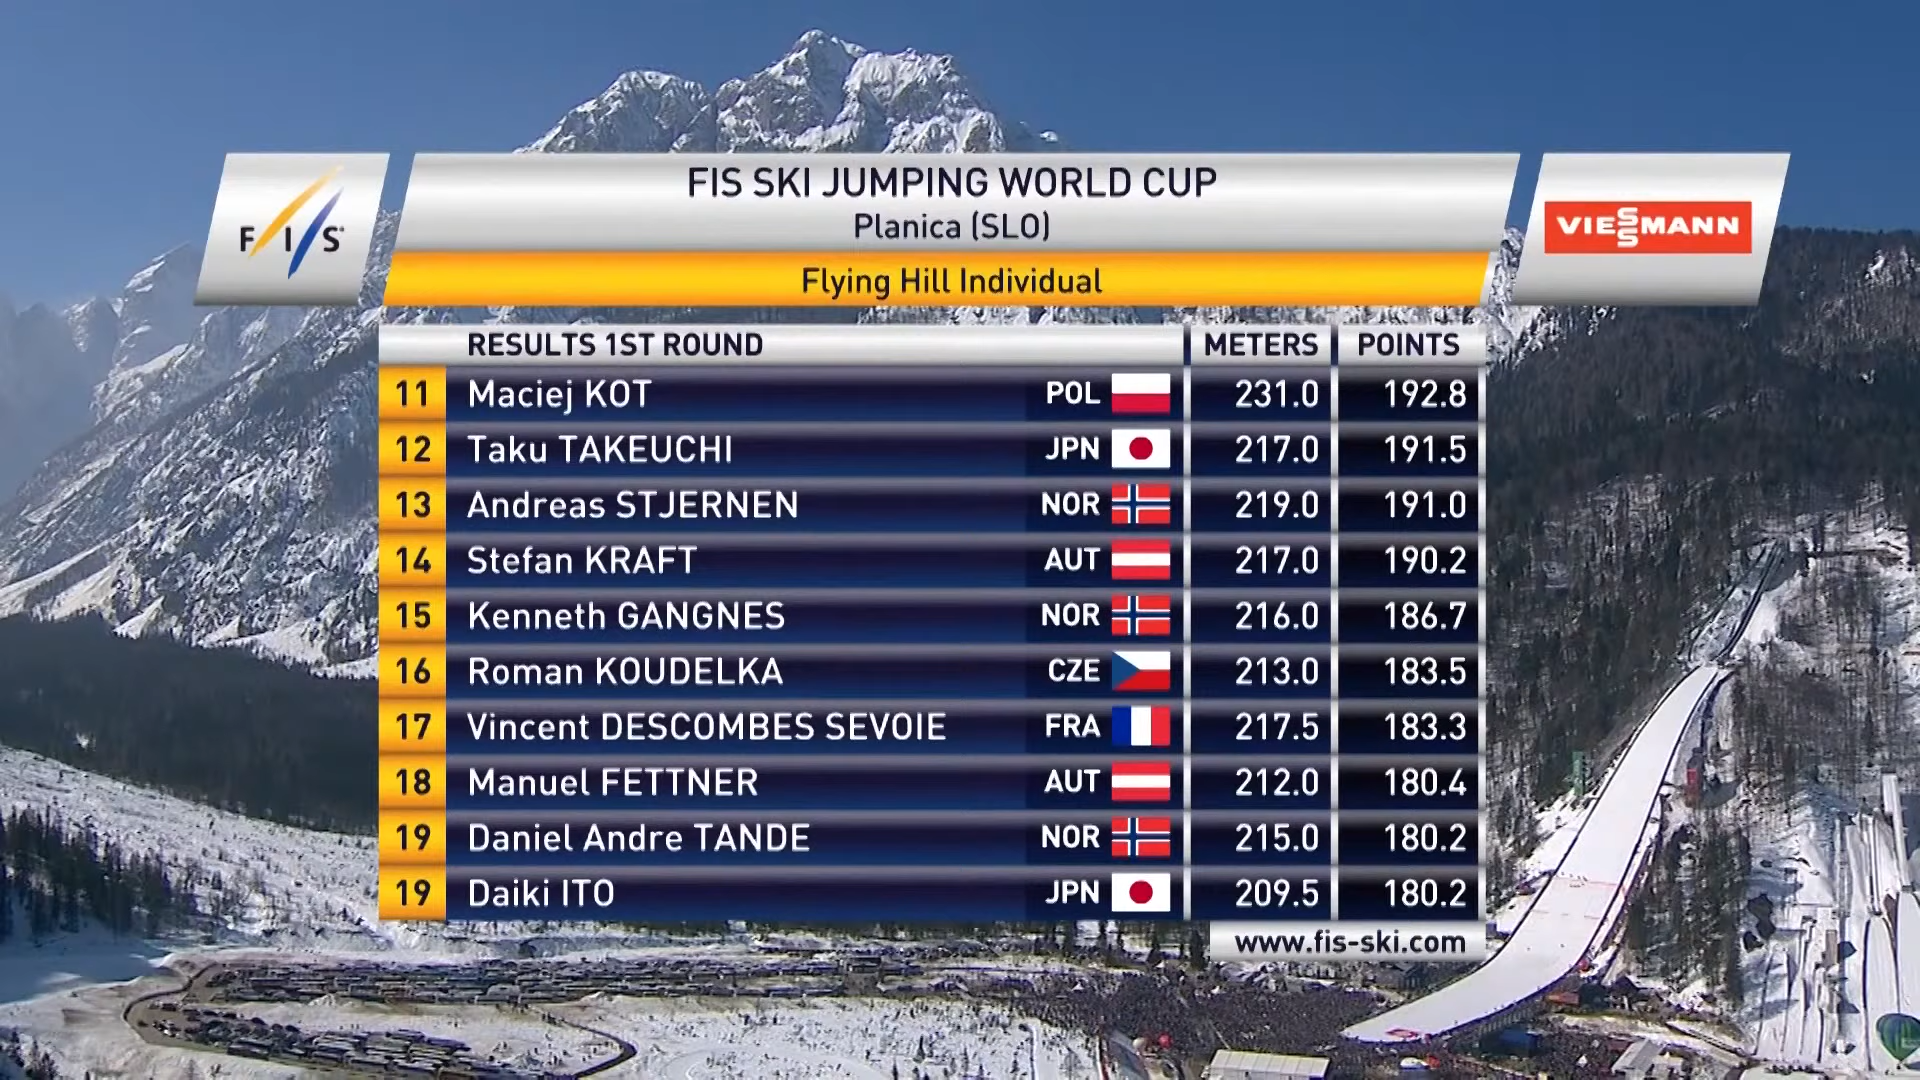 FIS SKI JUMPING WORLD CUP
Planica (SLO)
FIS
VIESSMANN
Flying Hill Individual
RESULTS 1ST ROUND METERS POINTS
11 Maciej KOT POL 231.0 192.8
12 Taku TAKEUCHI JPN 217.0 191.5
13 Andreas STJERNEN NOR 219.0 191.0
14 Stefan KRAFT AUT 217.0 190.2
15 Kenneth GANGNES NOR 216.0 186.7
16 Roman KOUDELKA CZE 213.0 183.5
17 Vincent DESCOMBES SEVOIE FRA 217.5 183.3
18 Manuel FETTNER AUT 212.0 180.4
19 Daniel Andre TANDE NOR 215.0 180.2
19 Daiki ITO JPN 209.5 180.2
www.fis-ski.com